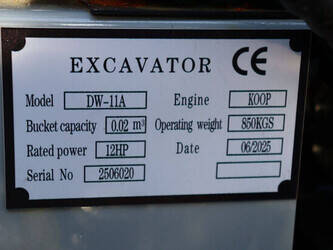 EXCAVATOR CE
Model DW-11A Engine KOOP
Bucket capacity 0.02 m³ Operating weight 850KGS
Rated power 12HP Date 06/2025
Serial No 2506020